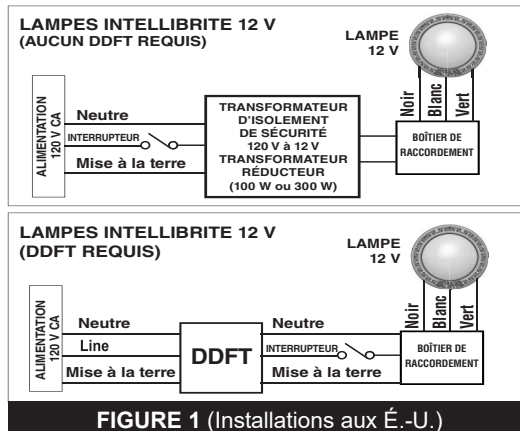 LAMPES INTELLIBRITE 12 V
(AUCUN DDFT REQUIS)
LAMPE
12 V
ALIMENTATION
120 V CA
Neutre
INTERRUPTEUR
Mise à la terre
TRANSFORMATEUR
D'ISOLEMENT
DE SÉCURITÉ
120 V à 12 V
TRANSFORMATEUR
RÉDUCTEUR
(100 W ou 300 W)
Noir
Blanc
Vert
BOÎTIER DE
RACCORDEMENT
LAMPES INTELLIBRITE 12 V
(DDFT REQUIS)
LAMPE
12 V
ALIMENTATION
120 V CA
Neutre
Line
Mise à la terre
DDFT
Neutre
INTERRUPTEUR
Mise à la terre
Noir
Blanc
Vert
BOÎTIER DE
RACCORDEMENT
FIGURE 1 (Installations aux É.-U.)